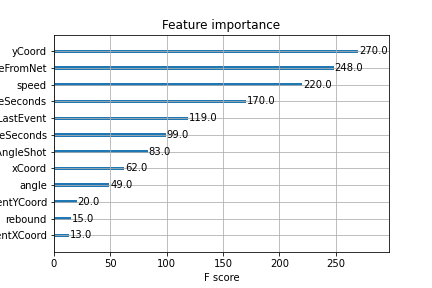 Feature importance
yCoord 270.0
eFromNet 248.0
speed 220.0
eSeconds 170.0
LastEvent 119.0
eSeconds 99.0
AngleShot 83.0
xCoord 62.0
angle 49.0
entYCoord 20.0
rebound 15.0
entXCoord 13.0
0 50 100 150 200 250
F score